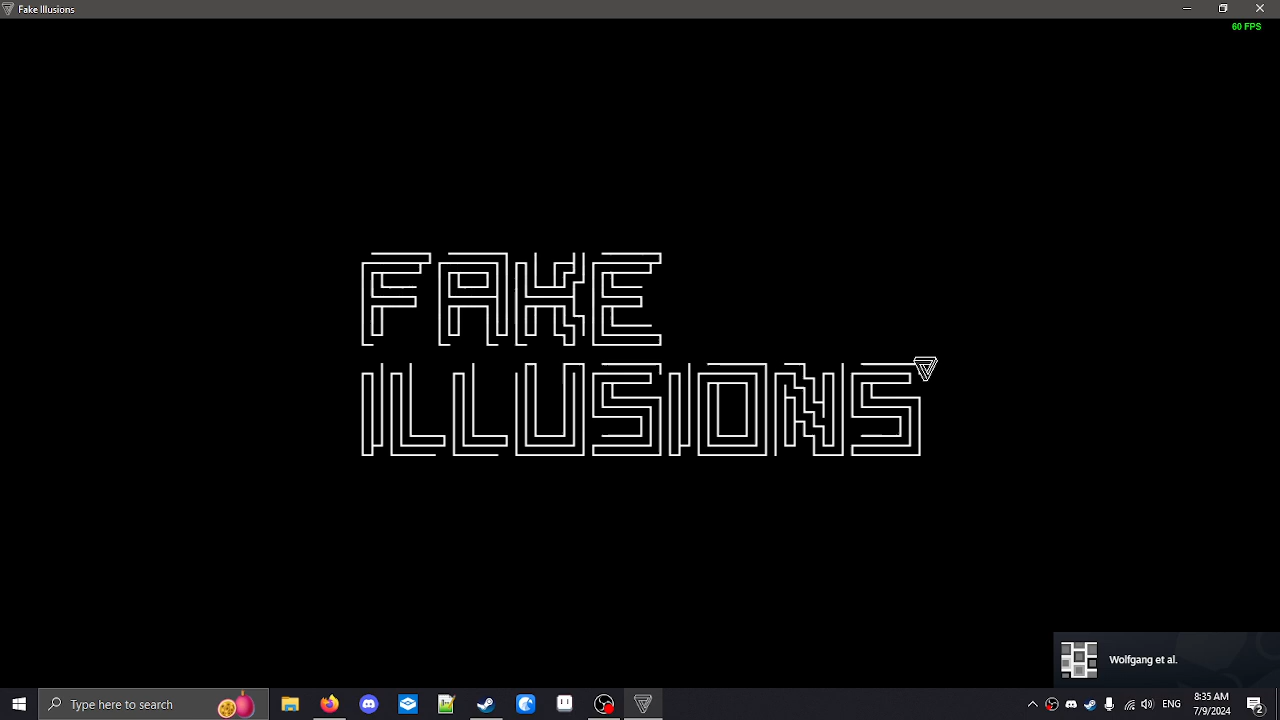 Fake Illusions
60 FPS
FAKE
ILLUSIONS
Wolfgang et al.
Type here to search
ENG
8:35 AM
7/9/2024
2